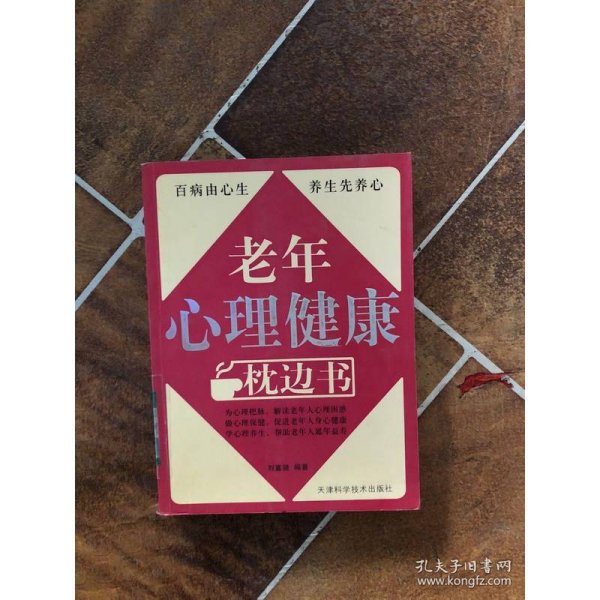 百病由心生
养生先养心
老年
心理健康
枕边书
为心理把脉，解读老年人心理困惑
做心理保健，促进老年人身心健康
学心理养生，帮助老年人延年益寿
编著
天津科学技术出版社
孔夫子旧书网
www.kongfz.com